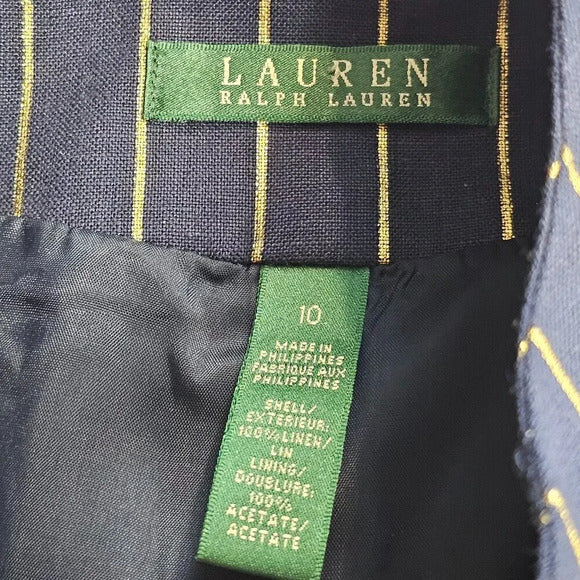 LAUREN
RALPH LAUREN
10
MADE IN
PHILIPPINES
FABRIQUE AUX
PHILIPPINES
SHELL/
EXTERIEUR:
100%LINEN/
LIN
LINING/
DOUSLURE:
100%
ACETATE/
ACETATE